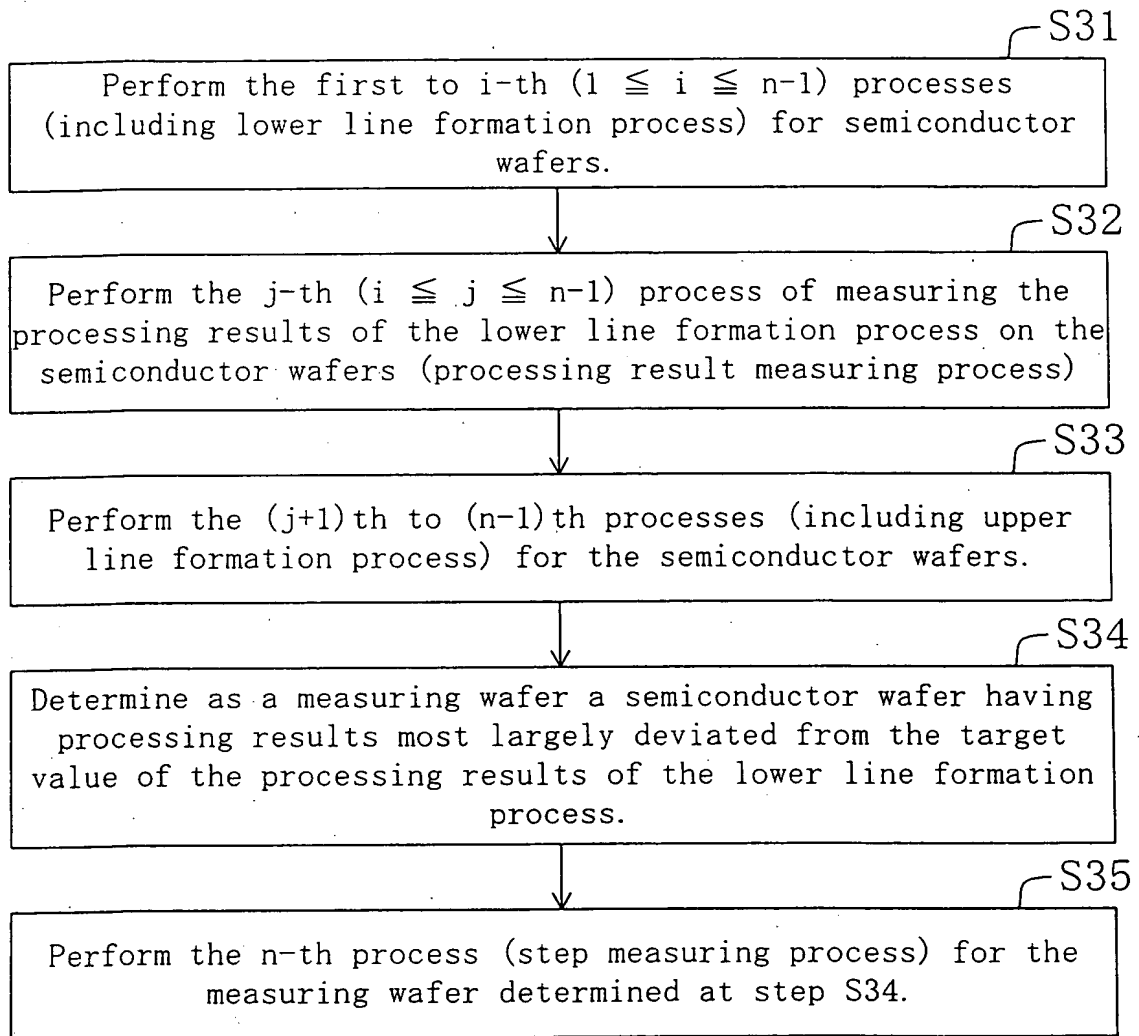 S31
Perform the first to i-th (1 ≦ i ≦ n-1) processes
(including lower line formation process) for semiconductor
wafers.
S32
Perform the j-th (i ≦ j ≦ n-1) process of measuring the
processing results of the lower line formation process on the
semiconductor wafers (processing result measuring process)
S33
Perform the (j+1)th to (n-1)th processes (including upper
line formation process) for the semiconductor wafers.
S34
Determine as a measuring wafer a semiconductor wafer having
processing results most largely deviated from the target
value of the processing results of the lower line formation
process.
S35
Perform the n-th process (step measuring process) for the
measuring wafer determined at step S34.